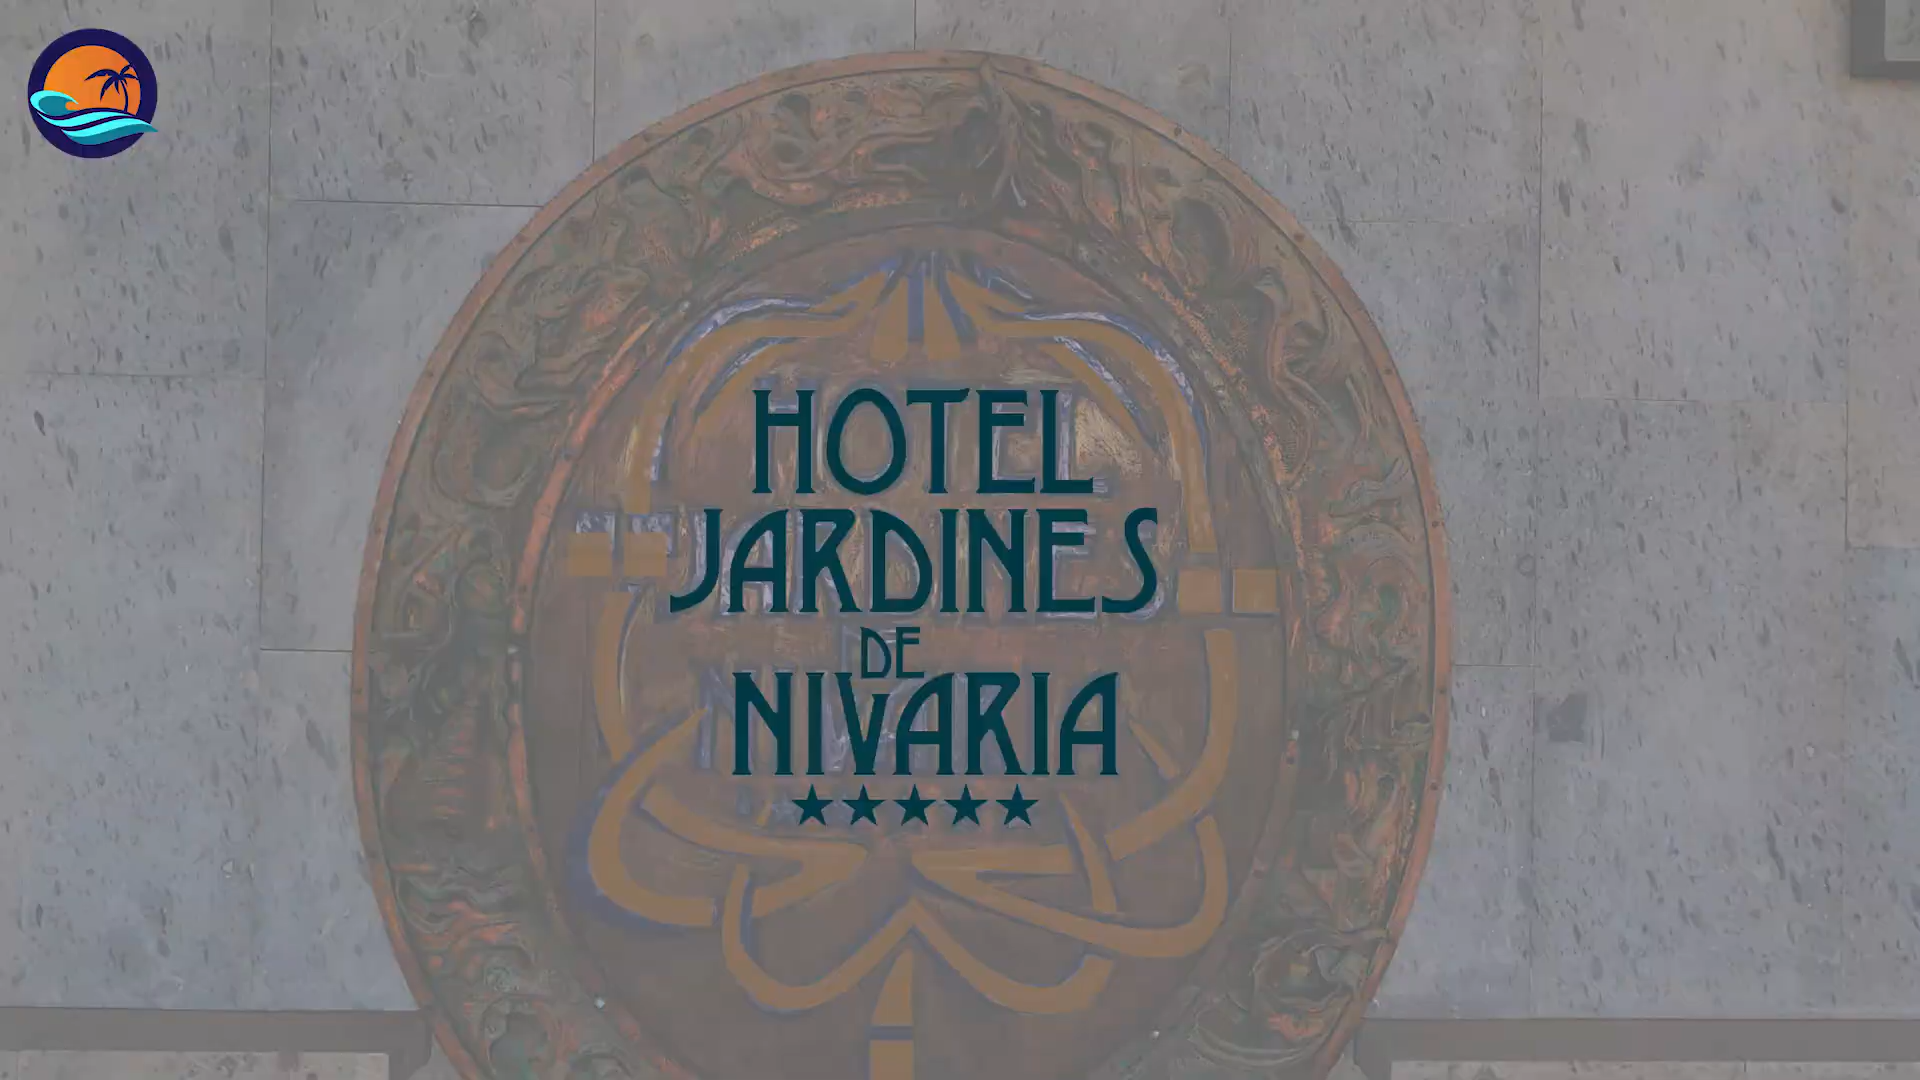 HOTEL
JARDINES
DE
NIVARIA
★★★★★